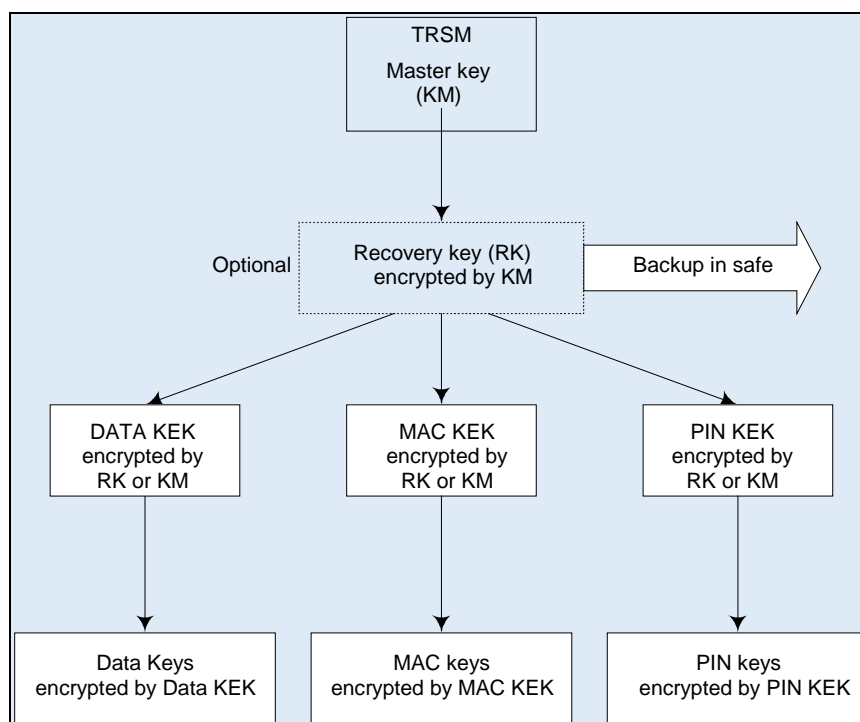 TRSM
Master key
(KM)
Optional
Recovery key (RK)
encrypted by KM
Backup in safe
DATA KEK
encrypted by
RK or KM
MAC KEK
encrypted by
RK or KM
PIN KEK
encrypted by
RK or KM
Data Keys
encrypted by Data KEK
MAC keys
encrypted by MAC KEK
PIN keys
encrypted by PIN KEK